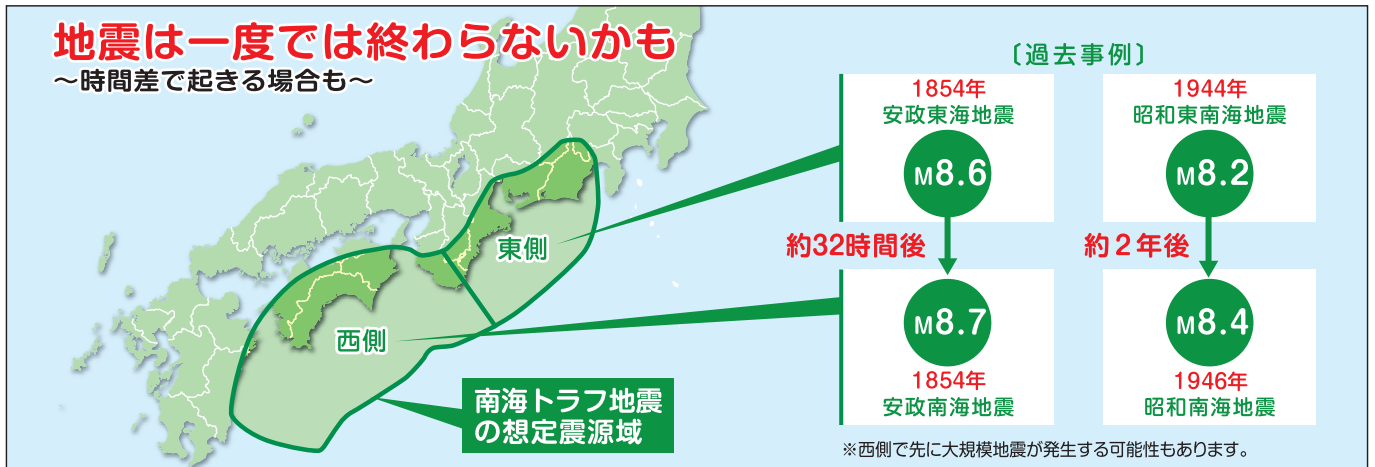 地震は一度では終わらないかも
～時間差で起きる場合も～
〔過去事例〕
1854年
安政東海地震
M8.6
約32時間後
M8.7
1854年
安政南海地震
1944年
昭和東南海地震
M8.2
約２年後
M8.4
1946年
昭和南海地震
東側
西側
南海トラフ地震
の想定震源域
※西側で先に大規模地震が発生する可能性もあります。